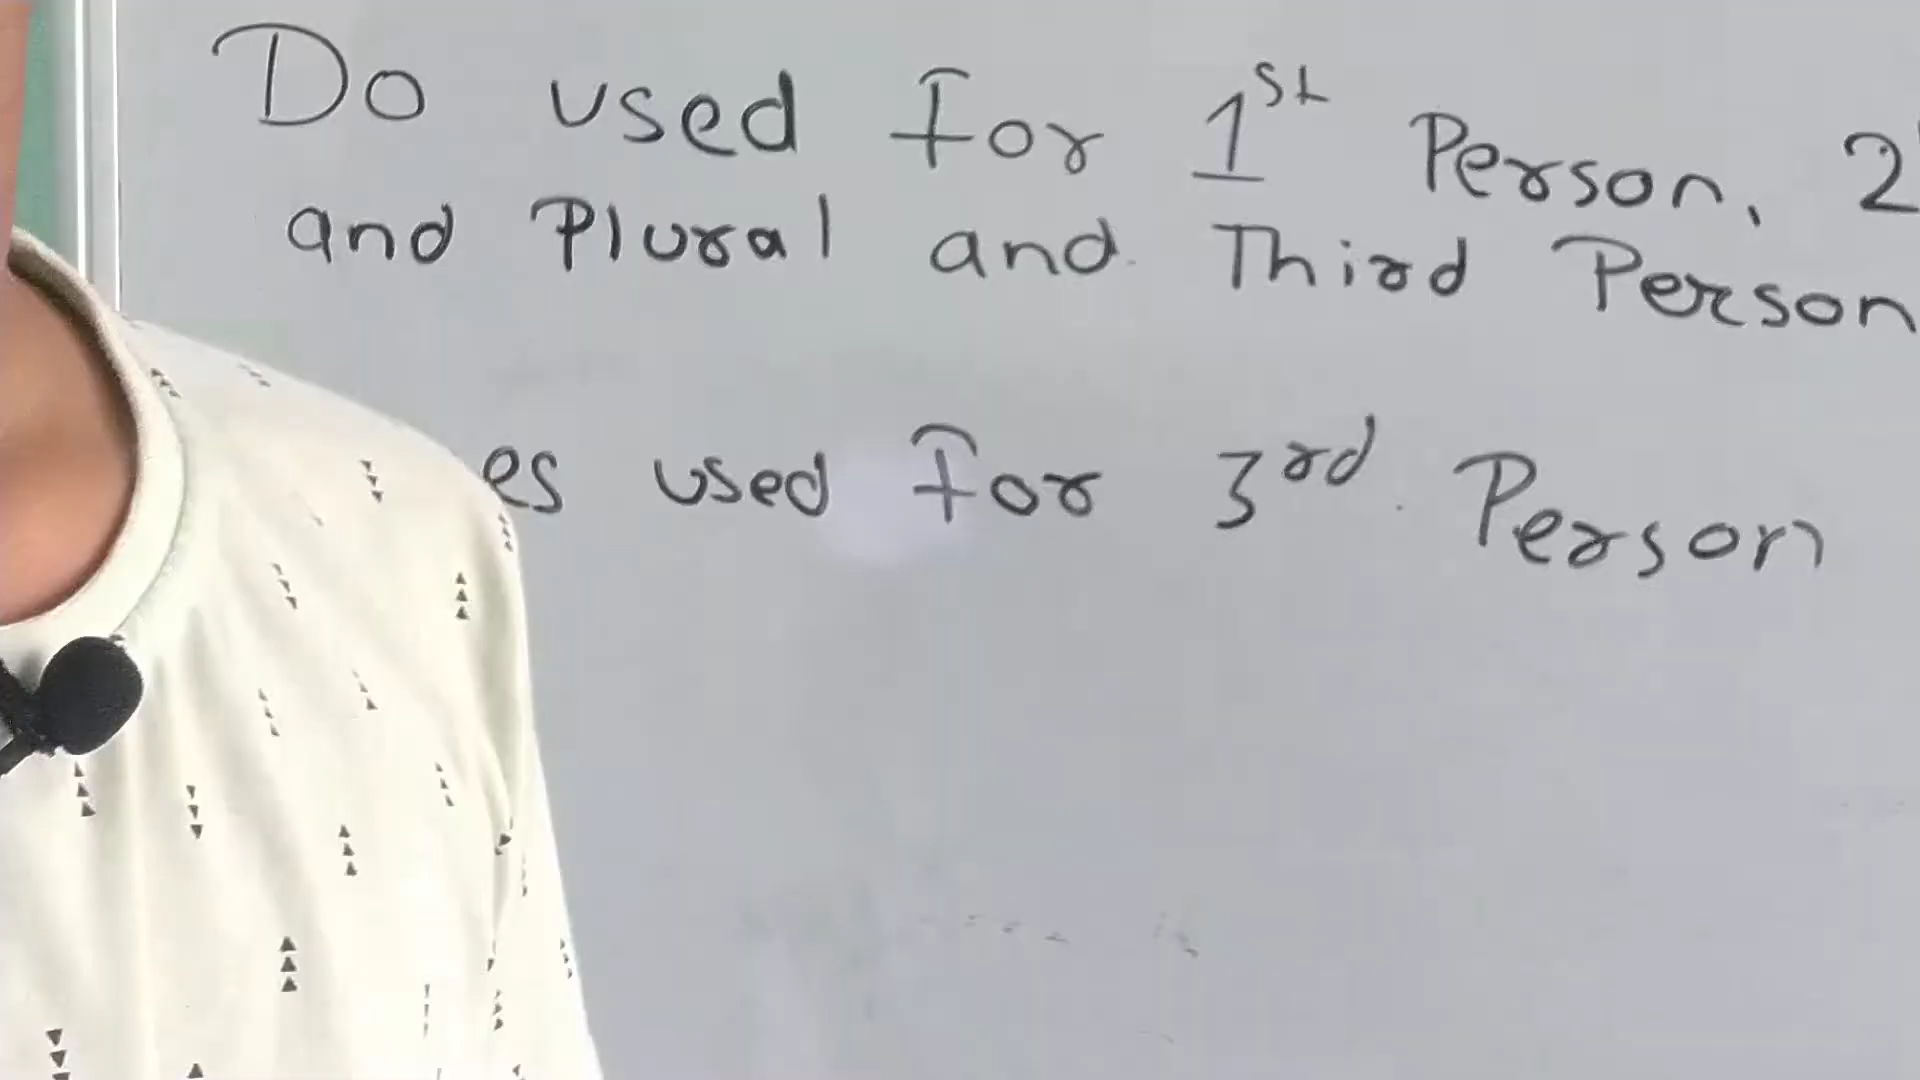 Do used for 1st Person, 2
and Plural and Third Person
es used for 3rd Person